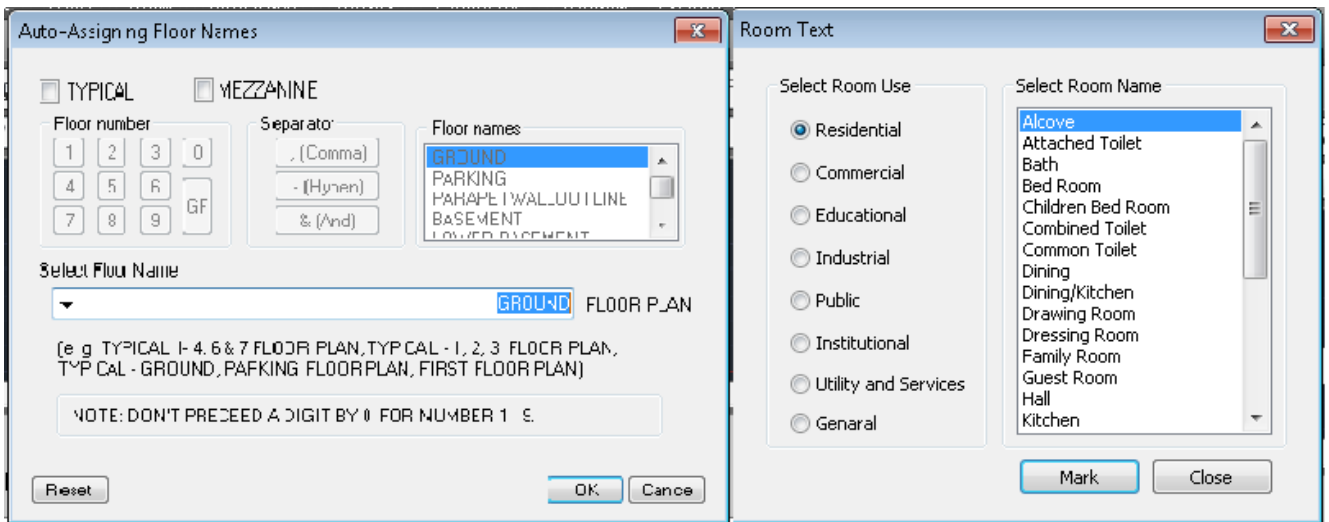 Auto-Assigning Floor Names
TYPICAL
MEZZANINE
Floor number
1 2 3 0
4 5 6
GF
7 8 9
Separator
, (Comma)
- (Hypen)
& (And)
Floor names
GROUND
PARKING
PARAPETWALLOUTLINE
BASEMENT
LOWER BASEMENT
Select Floor Name
GROUND FLOOR PLAN
(e.g. TYPICAL 1- 4, 6 & 7 FLOOR PLAN, TYPICAL - 1, 2, 3 FLOOR PLAN,
TYPICAL - GROUND, PARKING FLOOR PLAN, FIRST FLOOR PLAN)
NOTE: DON'T PRECEED A DIGIT BY 0 FOR NUMBER 1 - 9.
Reset
OK
Cancel
Room Text
Select Room Use
Residential
Commercial
Educational
Industrial
Public
Institutional
Utility and Services
Genaral
Select Room Name
Alcove
Attached Toilet
Bath
Bed Room
Children Bed Room
Combined Toilet
Common Toilet
Dining
Dining/Kitchen
Drawing Room
Dressing Room
Family Room
Guest Room
Hall
Kitchen
Mark
Close